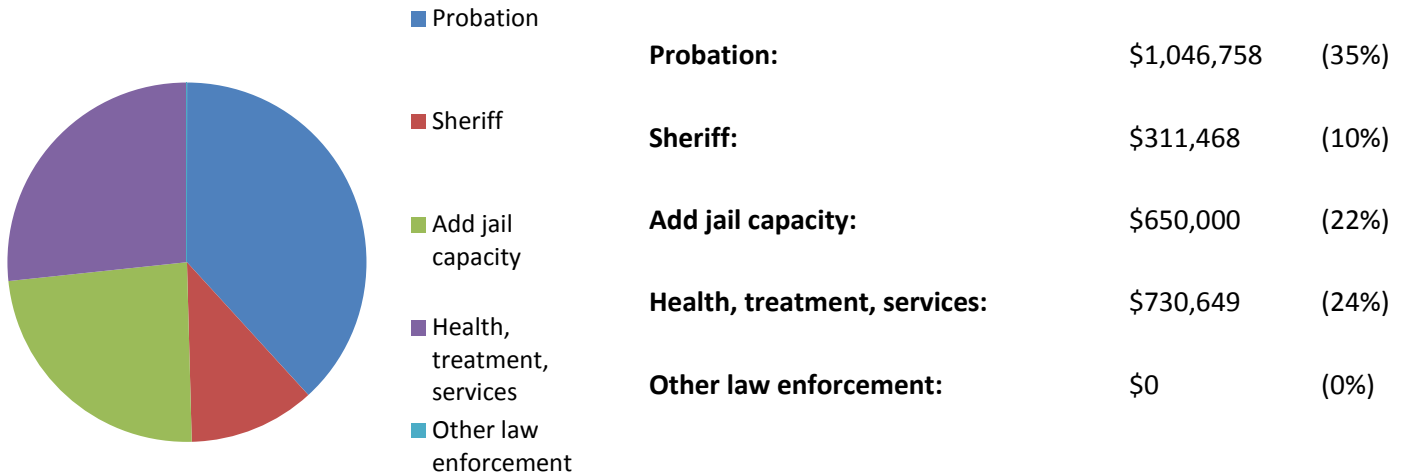 Probation
Sheriff
Add jail
capacity
Health,
treatment,
services
Other law
enforcement
Probation: $1,046,758 (35%)
Sheriff: $311,468 (10%)
Add jail capacity: $650,000 (22%)
Health, treatment, services: $730,649 (24%)
Other law enforcement: $0 (0%)